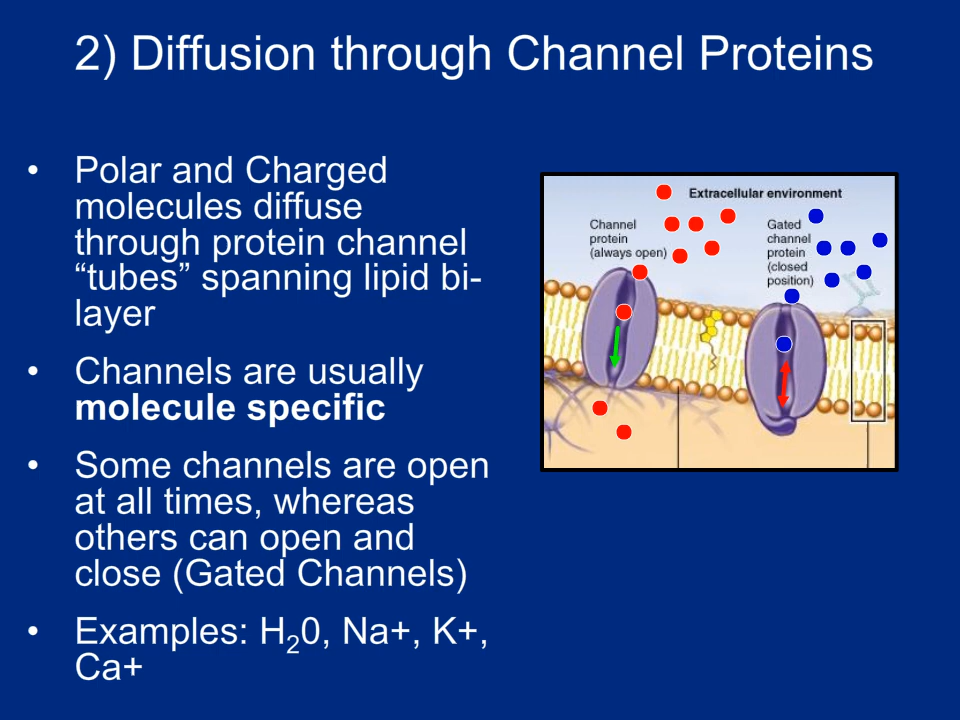 2) Diffusion through Channel Proteins
• Polar and Charged
molecules diffuse
through protein channel
“tubes” spanning lipid bi-
layer
• Channels are usually
molecule specific
• Some channels are open
at all times, whereas
others can open and
close (Gated Channels)
• Examples: H20, Na+, K+,
Ca+
Extracellular environment
Channel
protein
(always open)
Gated
channel
protein
(closed
position)